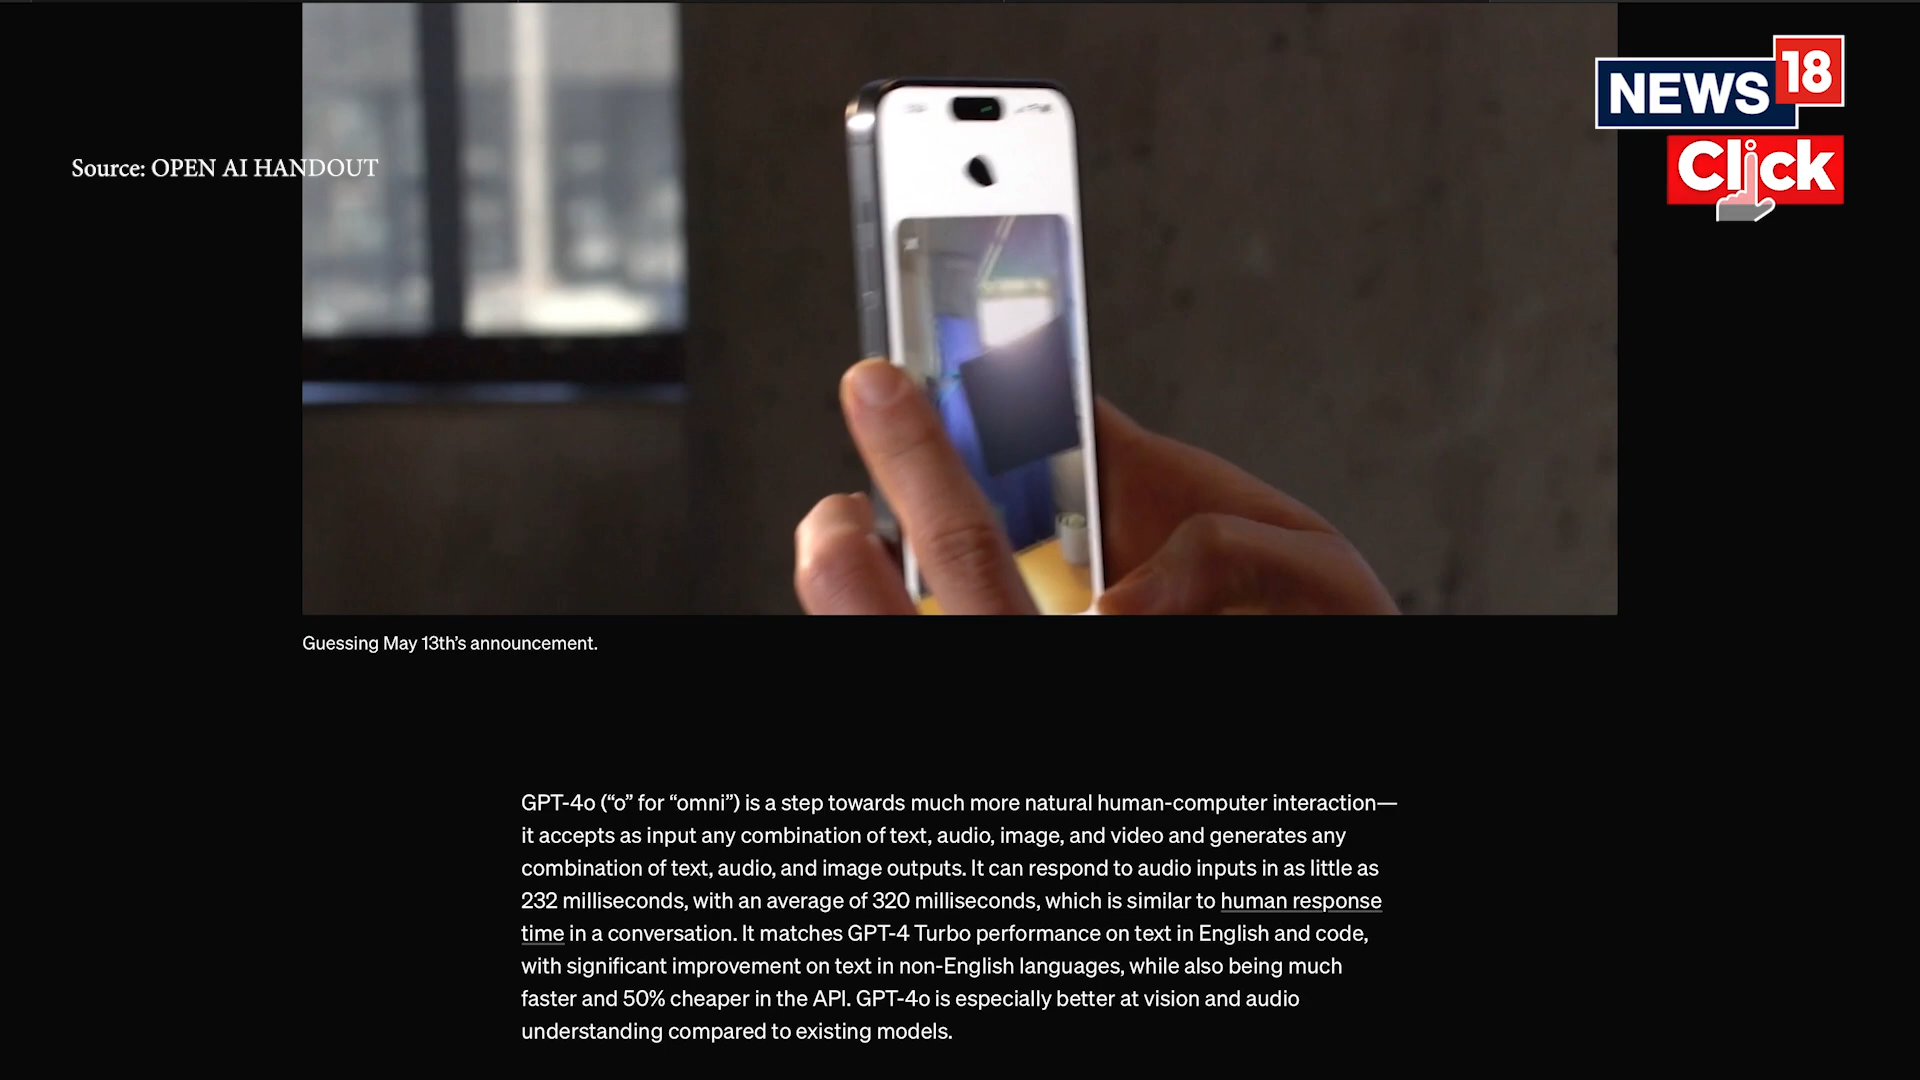 NEWS 18
Click
Source: OPEN AI HANDOUT
Guessing May 13th’s announcement.
GPT-4o (“o” for “omni”) is a step towards much more natural human-computer interaction—
it accepts as input any combination of text, audio, image, and video and generates any
combination of text, audio, and image outputs. It can respond to audio inputs in as little as
232 milliseconds, with an average of 320 milliseconds, which is similar to human response
time in a conversation. It matches GPT-4 Turbo performance on text in English and code,
with significant improvement on text in non-English languages, while also being much
faster and 50% cheaper in the API. GPT-4o is especially better at vision and audio
understanding compared to existing models.